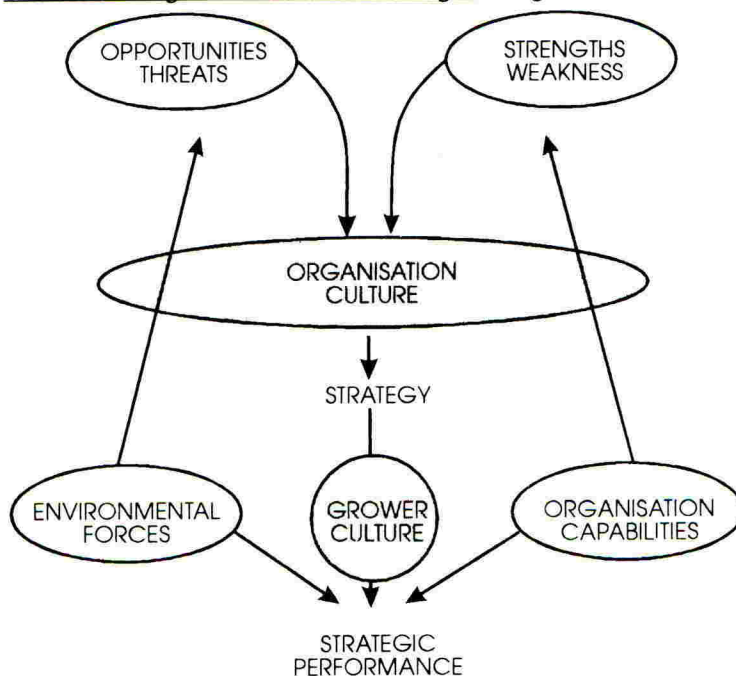 OPPORTUNITIES
THREATS
STRENGTHS
WEAKNESS
ORGANISATION
CULTURE
STRATEGY
ENVIRONMENTAL
FORCES
GROWER
CULTURE
ORGANISATION
CAPABILITIES
STRATEGIC
PERFORMANCE